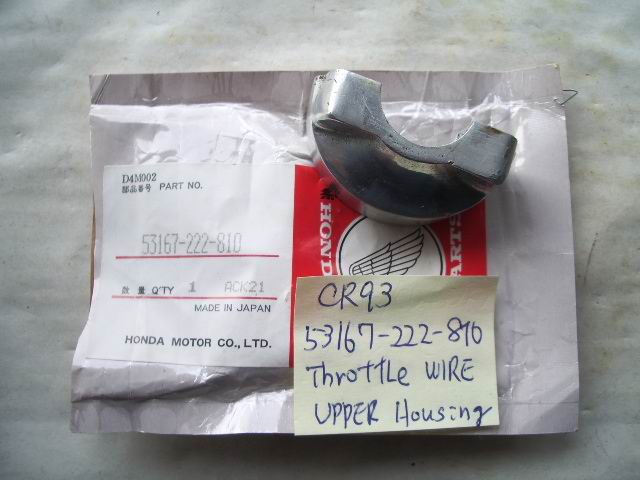 D4M002
部品番号 PART NO.
53167-222-810
数量 Q'TY 1 ACK21
MADE IN JAPAN
HONDA MOTOR CO., LTD.
HOND
PARTS
CR93
53167-222-810
Throttle WIRE
UPPER Housing